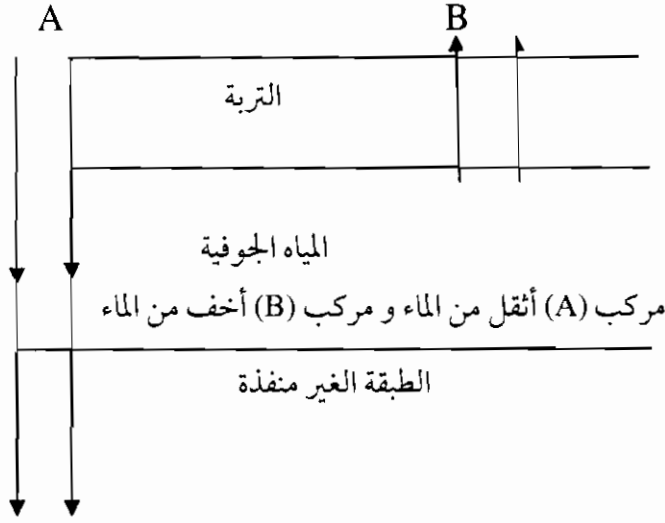 A B
التربة
المياه الجوفية
مركب (A) أثقل من الماء و مركب (B) أخف من الماء
الطبقة الغير منفذة